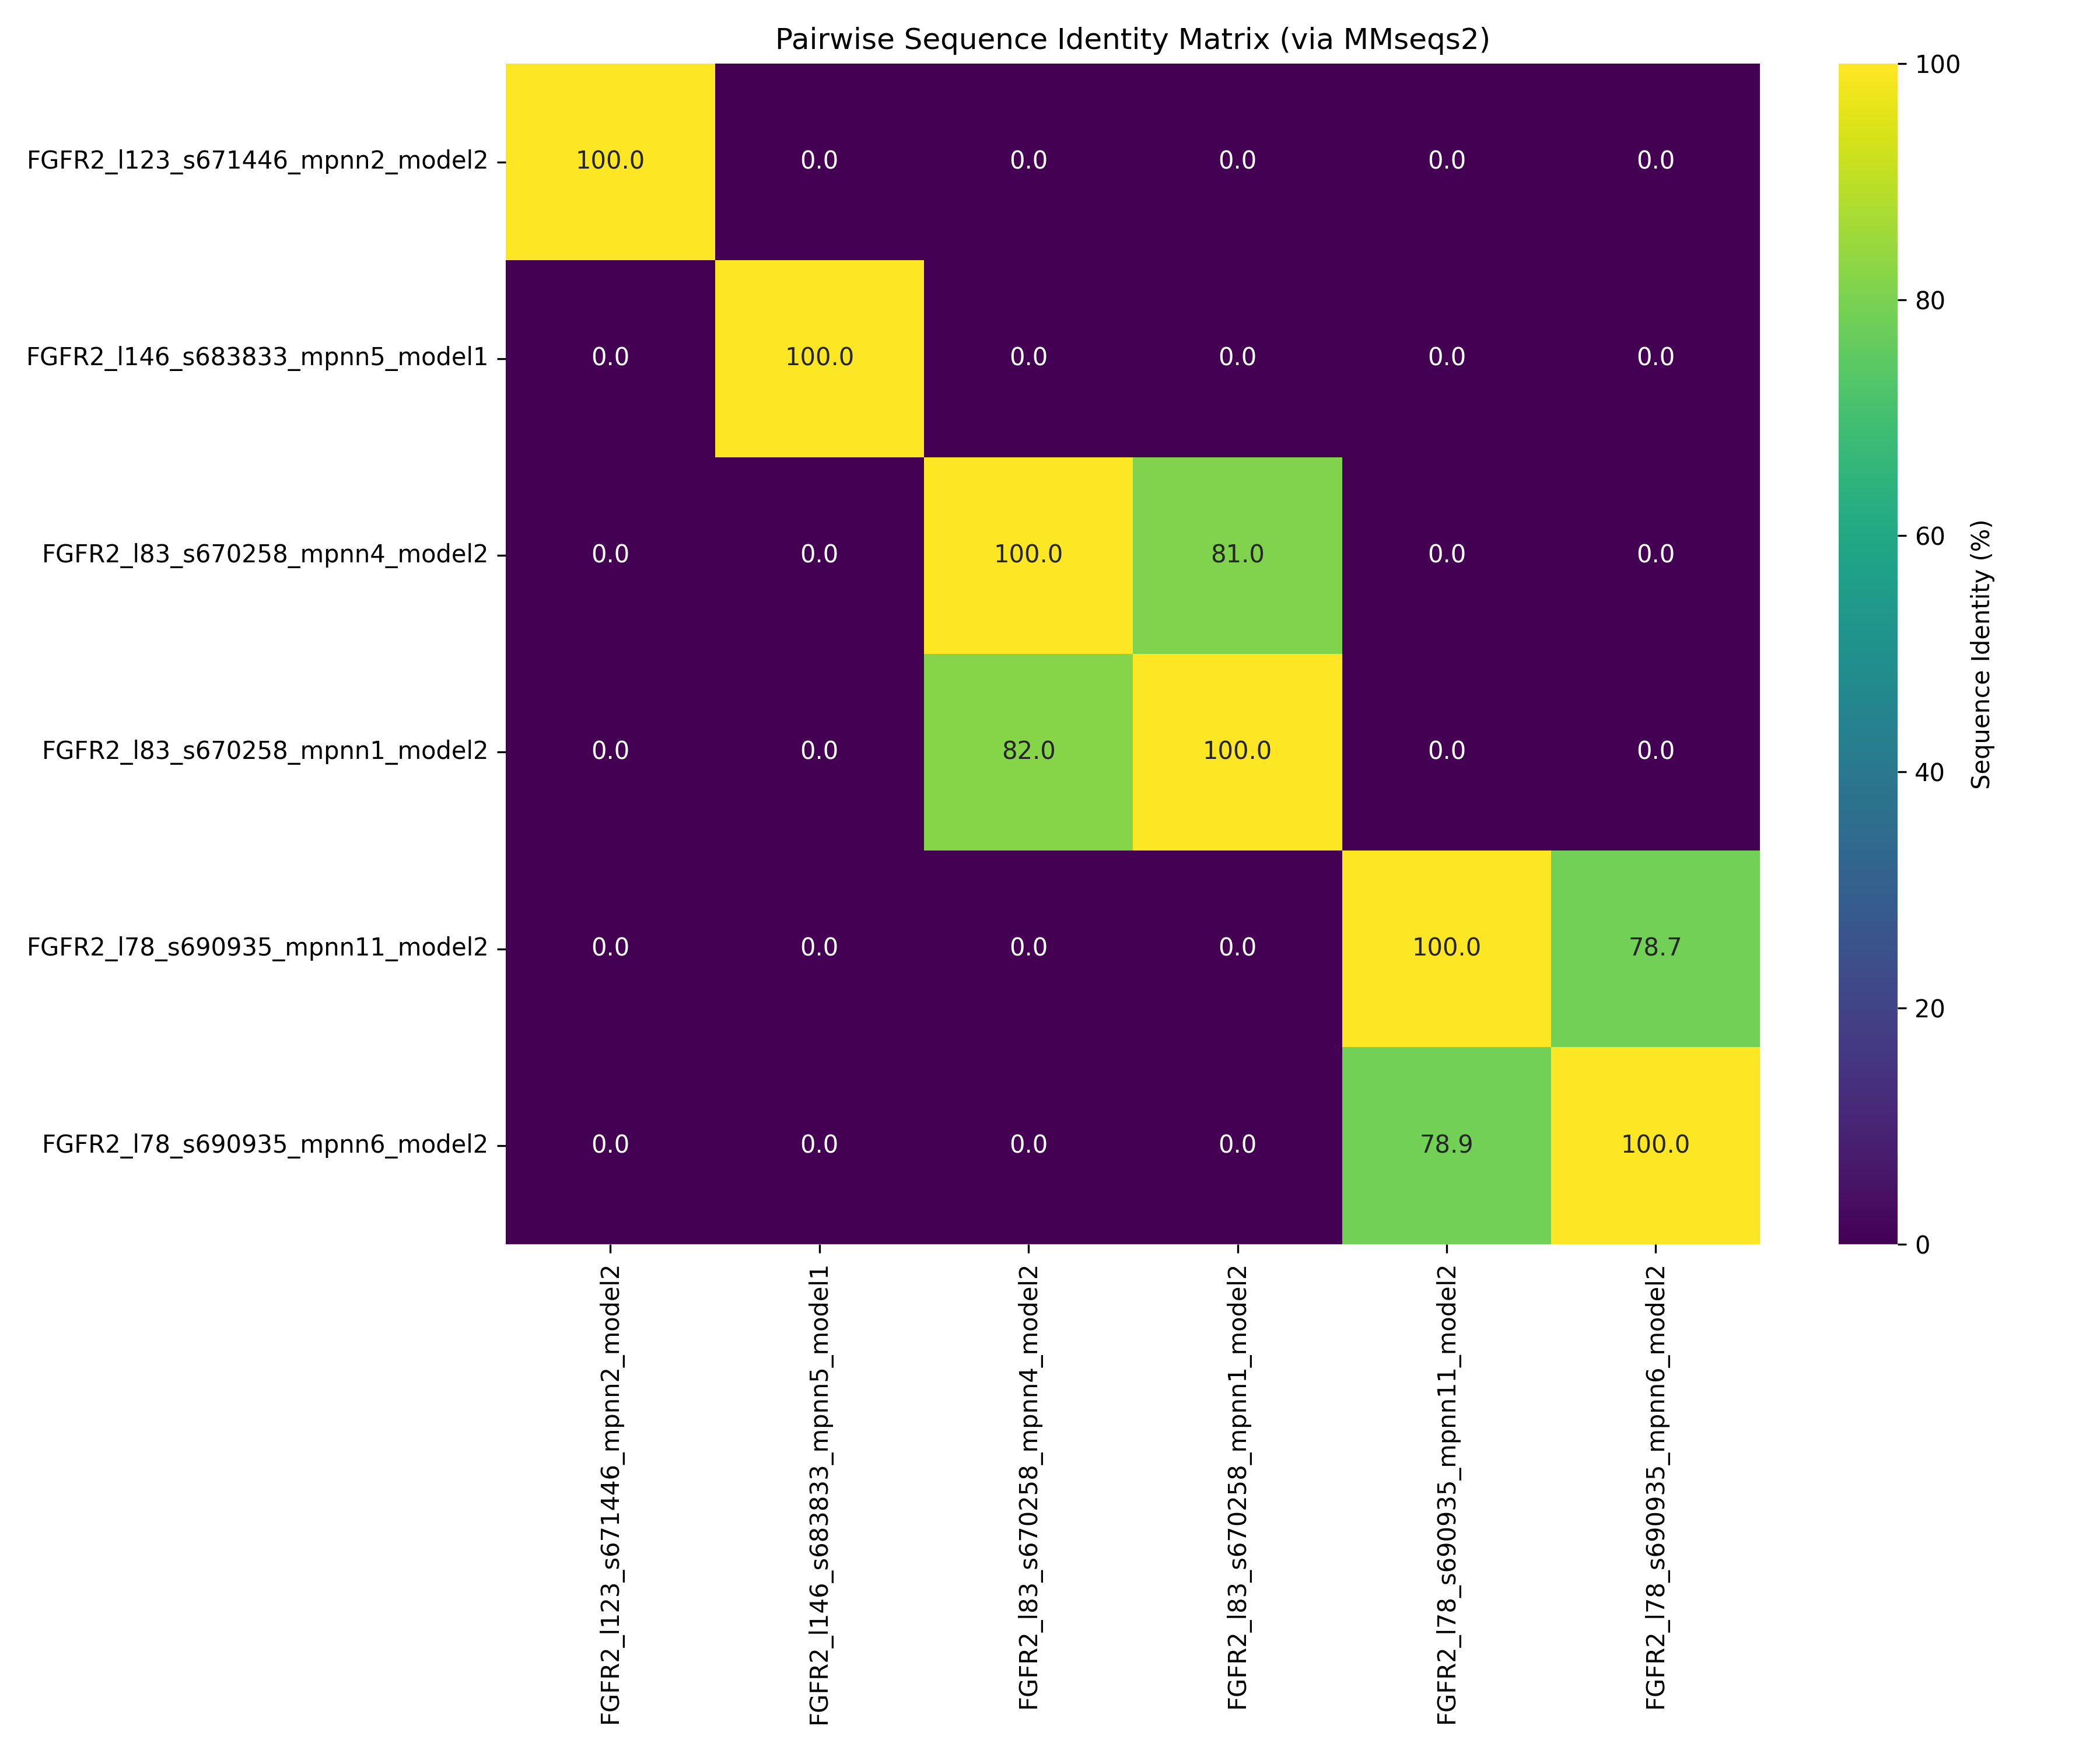 Pairwise Sequence Identity Matrix (via MMseqs2)
FGFR2_l123_s671446_mpnn2_model2 100.0 0.0 0.0 0.0 0.0 0.0
FGFR2_l146_s683833_mpnn5_model1 0.0 100.0 0.0 0.0 0.0 0.0
FGFR2_l83_s670258_mpnn4_model2 0.0 0.0 100.0 81.0 0.0 0.0
FGFR2_l83_s670258_mpnn1_model2 0.0 0.0 82.0 100.0 0.0 0.0
FGFR2_l78_s690935_mpnn11_model2 0.0 0.0 0.0 0.0 100.0 78.7
FGFR2_l78_s690935_mpnn6_model2 0.0 0.0 0.0 0.0 78.9 100.0
FGFR2_l123_s671446_mpnn2_model2
FGFR2_l146_s683833_mpnn5_model1
FGFR2_l83_s670258_mpnn4_model2
FGFR2_l83_s670258_mpnn1_model2
FGFR2_l78_s690935_mpnn11_model2
FGFR2_l78_s690935_mpnn6_model2
100
80
60
40
20
0
Sequence Identity (%)